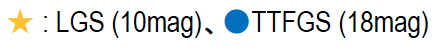 ★ : LGS (10mag)、●TTFGS (18mag)